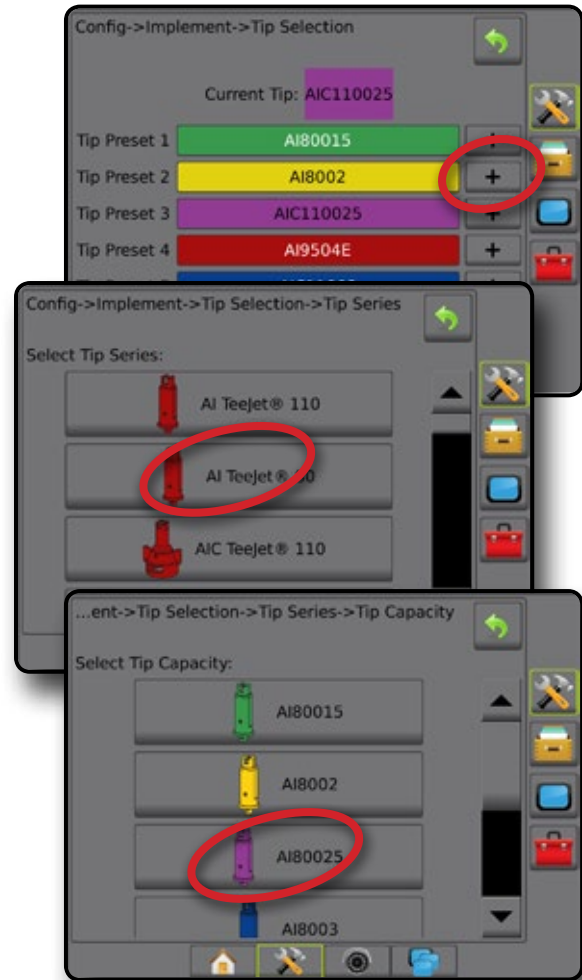 Config->Implement->Tip Selection
Current Tip: AIC110025
Tip Preset 1 AI80015 +
Tip Preset 2 AI8002 +
Tip Preset 3 AIC110025 +
Tip Preset 4 AI9504E +
Config->Implement->Tip Selection->Tip Series
Select Tip Series:
AI TeeJet® 110
AI TeeJet® 80
AIC TeeJet® 110
...ent->Tip Selection->Tip Series->Tip Capacity
Select Tip Capacity:
AI80015
AI8002
AI80025
AI8003